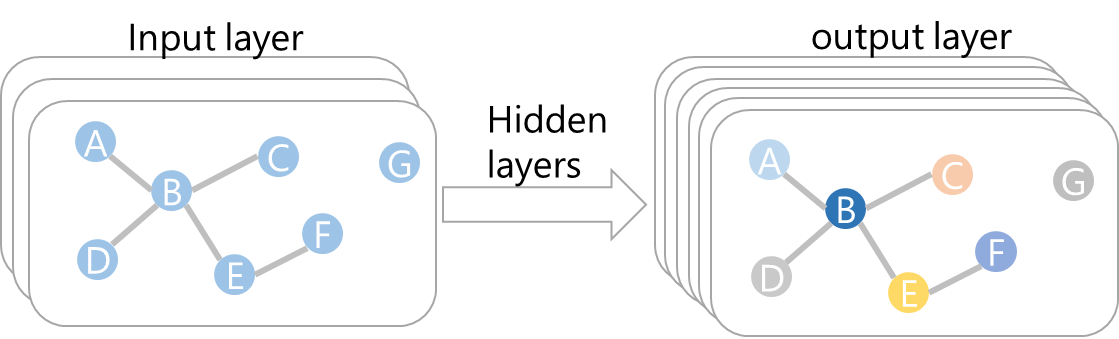 Input layer
output layer
Hidden
layers
A
B
C
G
D
E
F
A
B
C
G
D
E
F